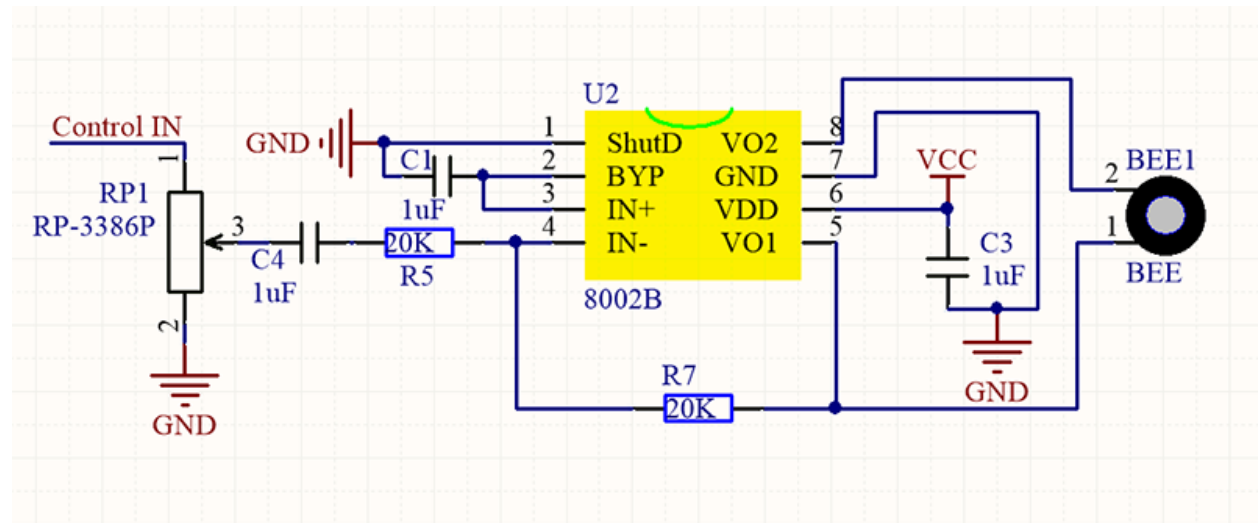 Control IN
1
RP1
RP-3386P
3
2
GND
C4
1uF
20K
R5
GND
C1
1uF
U2
1
2
3
4
ShutD VO2
BYP GND
IN+ VDD
IN- VO1
8002B
8
7
6
5
R7
20K
VCC
C3
1uF
GND
2
1
BEE1
BEE